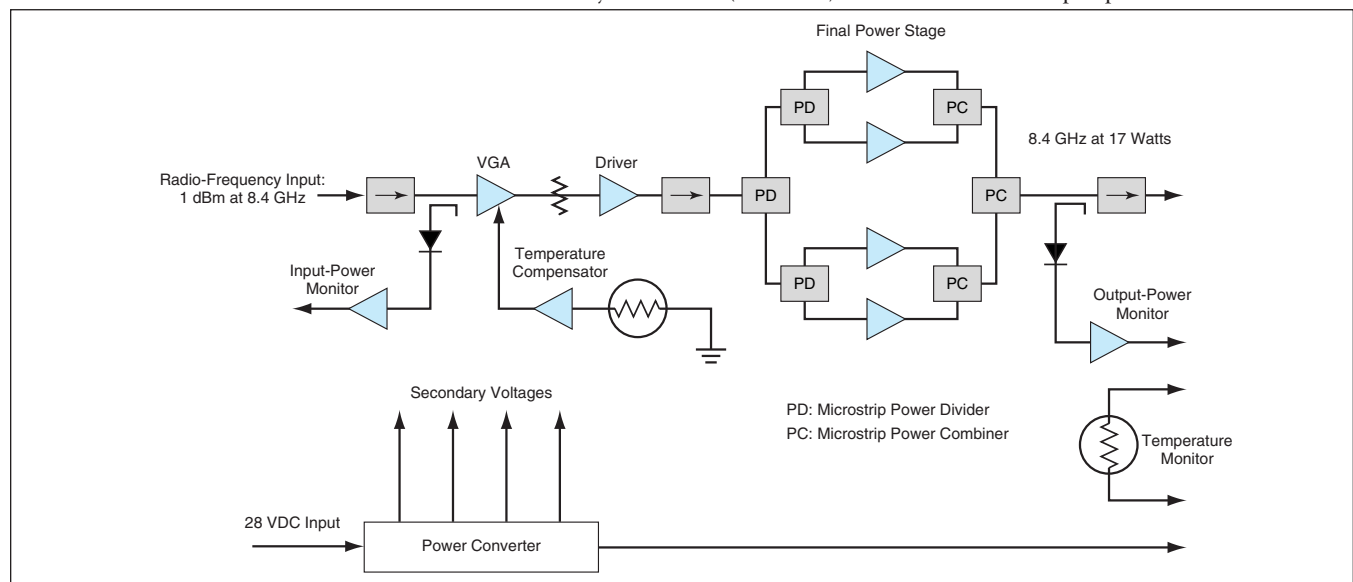 Final Power Stage
PD
PC
PD
PC
PD
PC
8.4 GHz at 17 Watts
VGA
Driver
Radio-Frequency Input:
1 dBm at 8.4 GHz
Input-Power
Monitor
Temperature
Compensator
Output-Power
Monitor
Secondary Voltages
PD: Microstrip Power Divider
PC: Microstrip Power Combiner
Temperature
Monitor
28 VDC Input
Power Converter